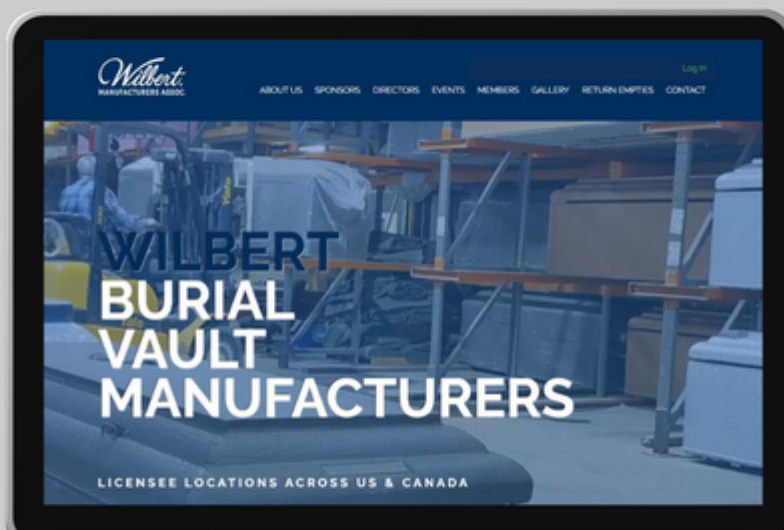 Wilbert
MANUFACTURERS ASSOC.
Log In
ABOUT US SPONSORS DIRECTORS EVENTS MEMBERS GALLERY RETURN EMPTIES CONTACT
WILBERT
BURIAL
VAULT
MANUFACTURERS
LICENSEE LOCATIONS ACROSS US & CANADA